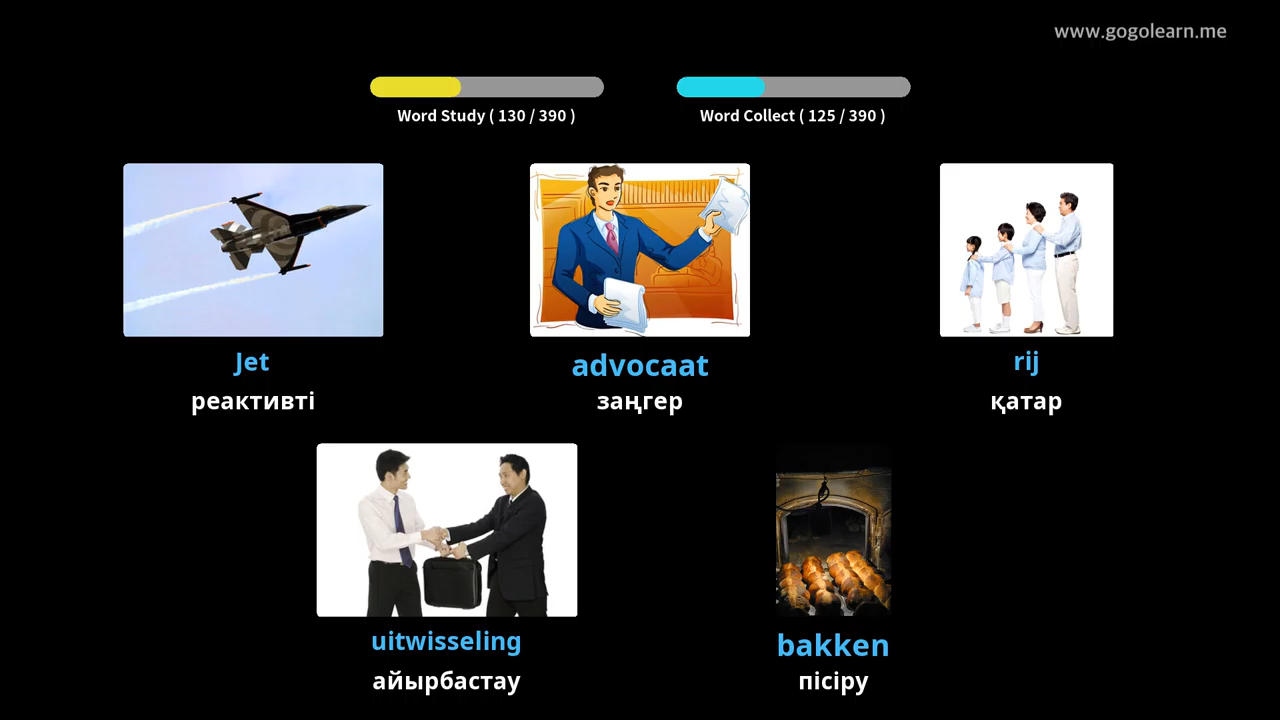 www.gogolearn.me
Word Study ( 130 / 390 )
Word Collect ( 125 / 390 )
Jet
advocaat
rij
реактивті
заңгер
қатар
uitwisseling
bakken
айырбастау
пісіру